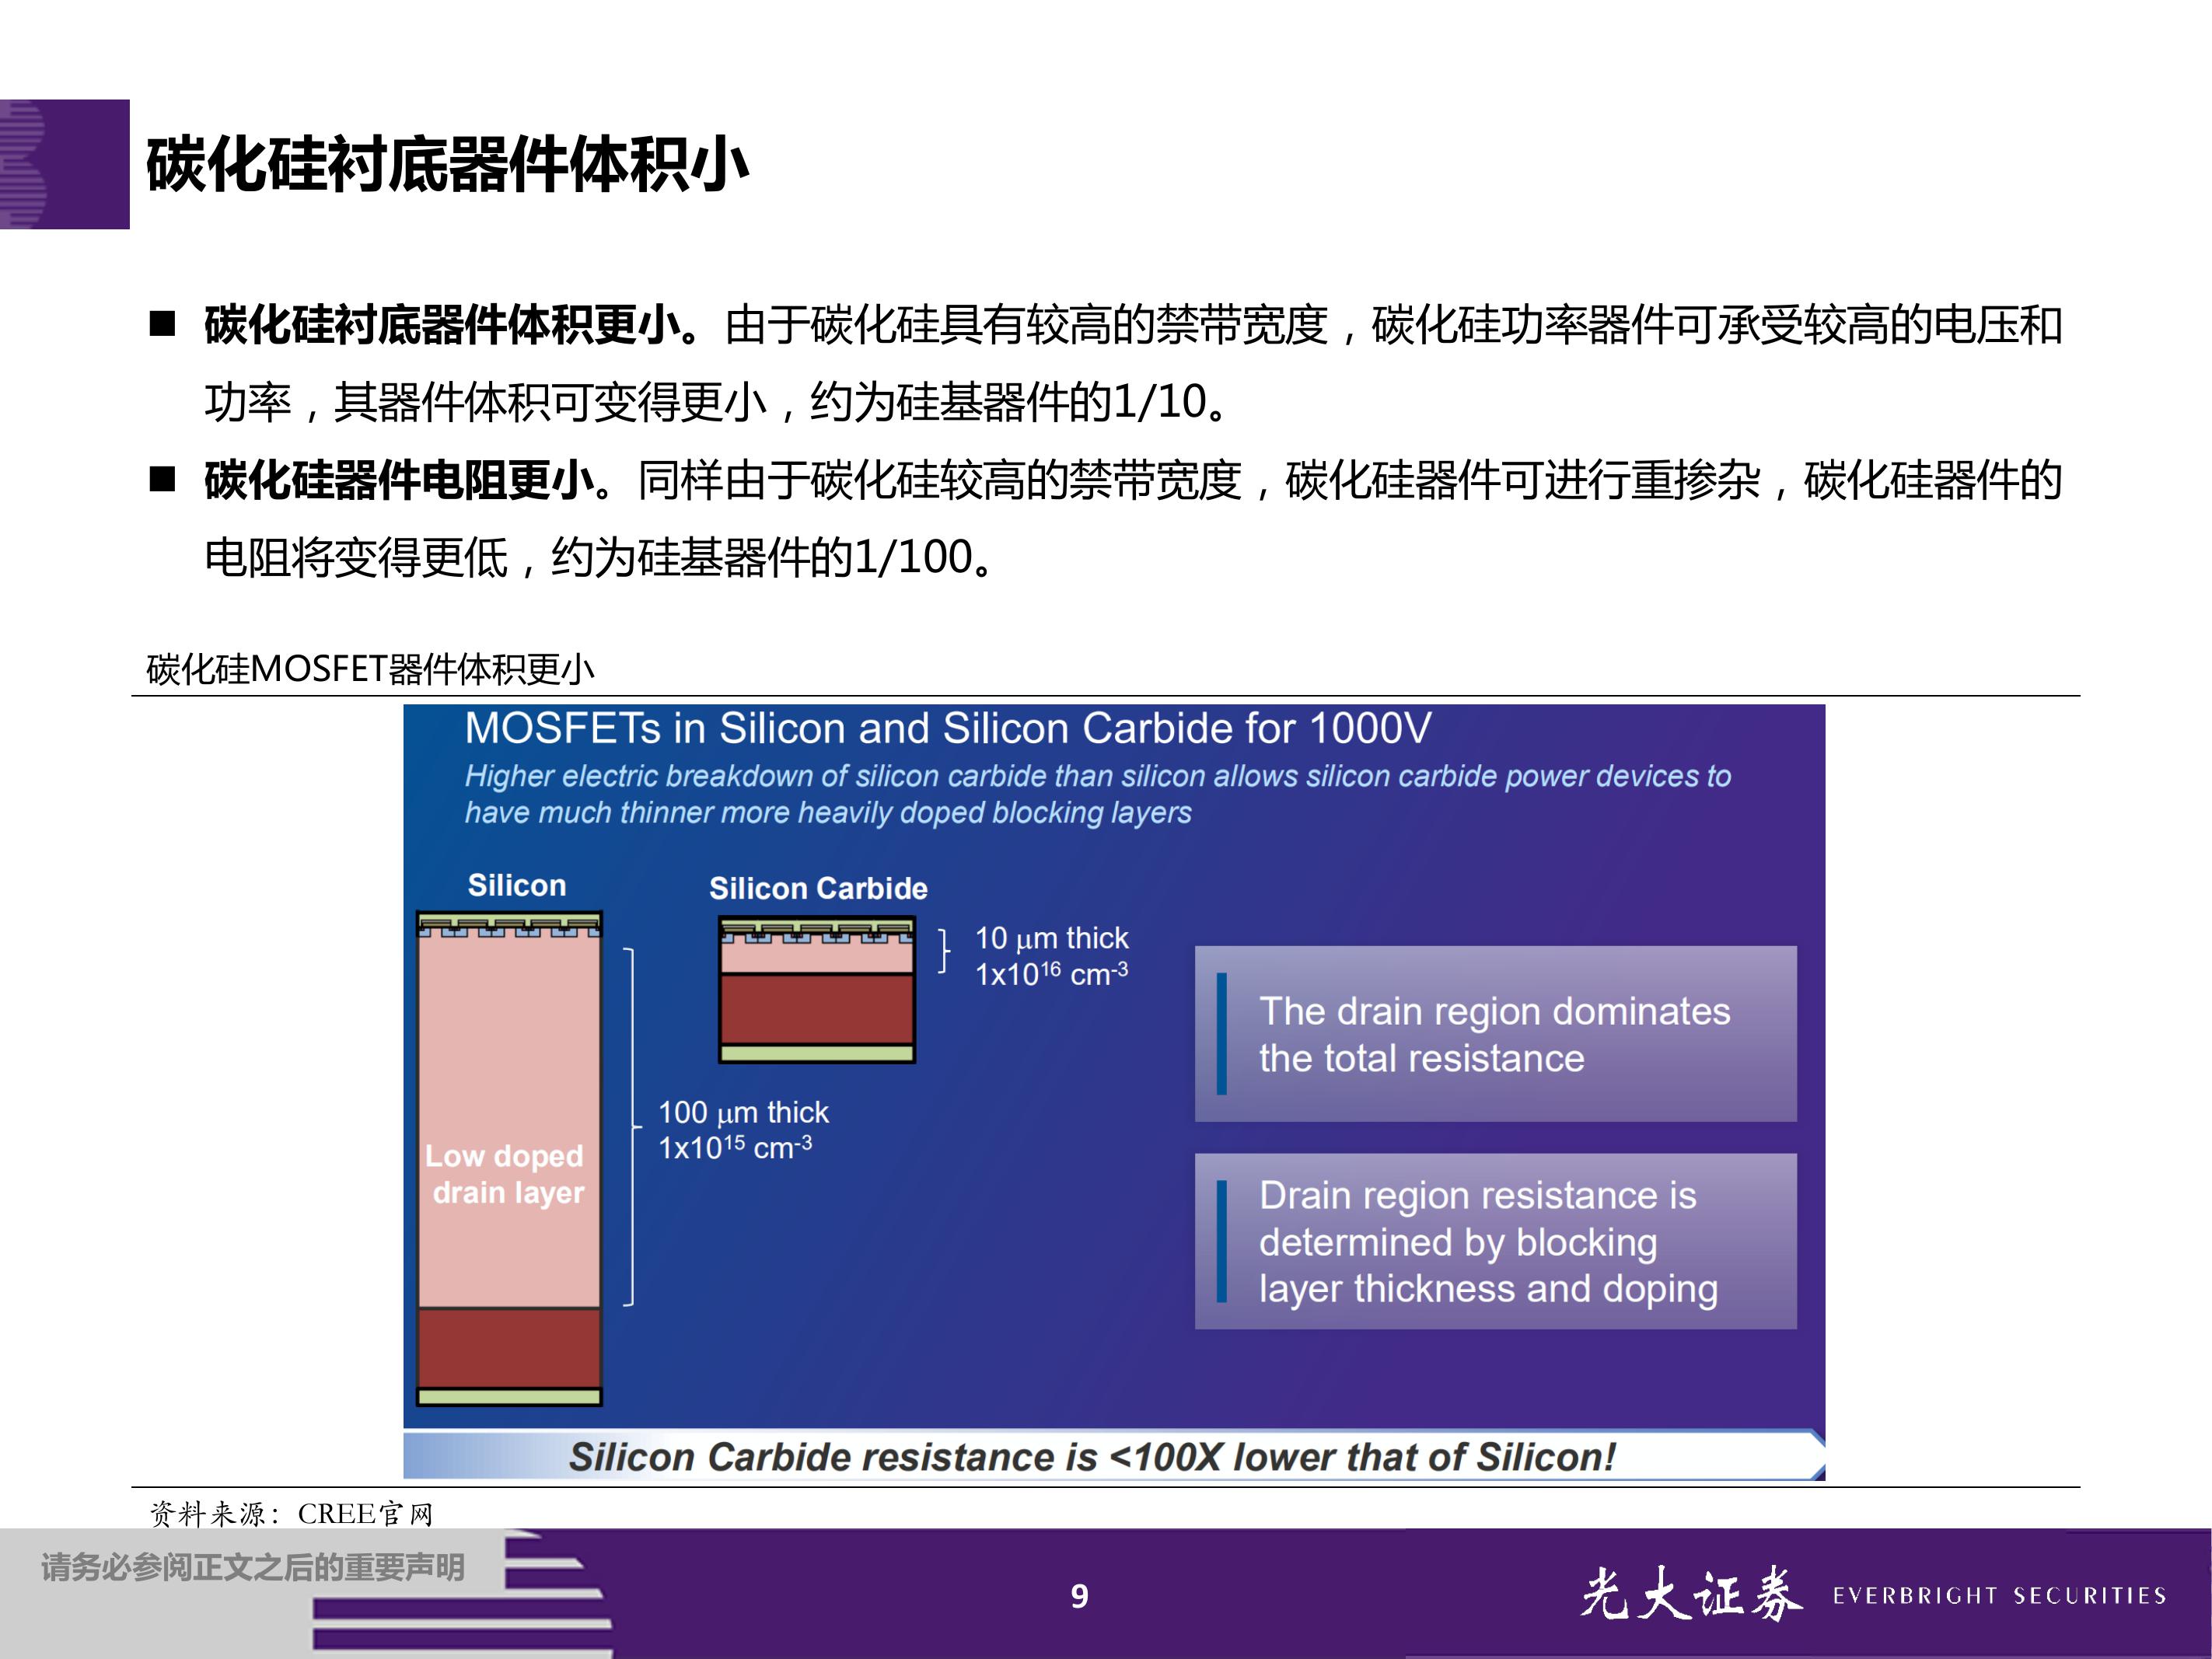 碳化硅衬底器件体积小
■ 碳化硅衬底器件体积更小。由于碳化硅具有较高的禁带宽度，碳化硅功率器件可承受较高的电压和
功率，其器件体积可变得更小，约为硅基器件的1/10。
■ 碳化硅器件电阻更小。同样由于碳化硅较高的禁带宽度，碳化硅器件可进行重掺杂，碳化硅器件的
电阻将变得更低，约为硅基器件的1/100。
碳化硅MOSFET器件体积更小
MOSFETs in Silicon and Silicon Carbide for 1000V
Higher electric breakdown of silicon carbide than silicon allows silicon carbide power devices to
have much thinner more heavily doped blocking layers
Silicon
Silicon Carbide
10 μm thick
1x10¹⁶ cm⁻³
100 μm thick
1x10¹⁵ cm⁻³
Low doped
drain layer
The drain region dominates
the total resistance
Drain region resistance is
determined by blocking
layer thickness and doping
Silicon Carbide resistance is <100X lower that of Silicon!
资料来源：CREE官网
请务必参阅正文之后的重要声明
9
光大证券 EVERBRIGHT SECURITIES